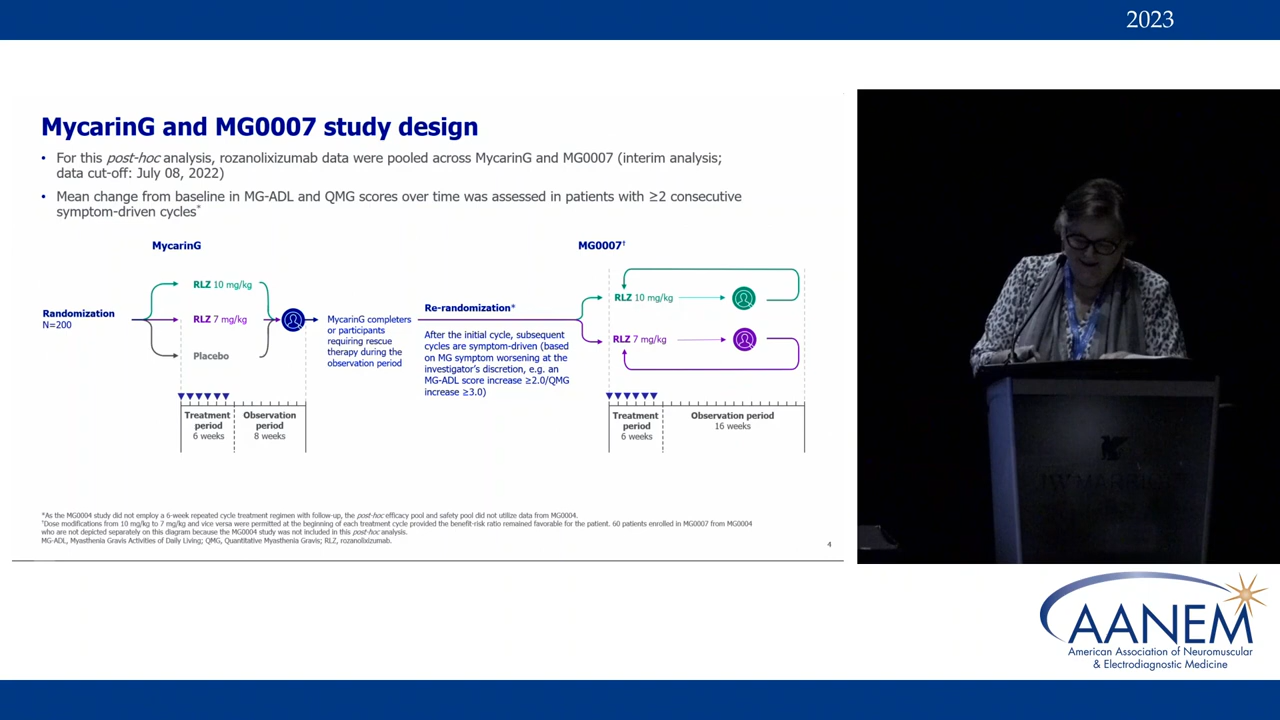 2023
MycarinG and MG0007 study design
• For this post-hoc analysis, rozanolixizumab data were pooled across MycarinG and MG0007 (interim analysis;
data cut-off: July 08, 2022)
• Mean change from baseline in MG-ADL and QMG scores over time was assessed in patients with ≥2 consecutive
symptom-driven cycles*
MycarinG
Randomization
N=200
RLZ 10 mg/kg
RLZ 7 mg/kg
Placebo
Treatment
period
6 weeks
Observation
period
8 weeks
MycarinG completers
or participants
requiring rescue
therapy during the
observation period
Re-randomization*
After the initial cycle, subsequent
cycles are symptom-driven (based
on MG symptom worsening at the
investigator's discretion, e.g. an
MG-ADL score increase ≥2.0/QMG
increase ≥3.0)
MG0007†
RLZ 10 mg/kg
RLZ 7 mg/kg
Treatment
period
6 weeks
Observation period
16 weeks
*As the MG0004 study did not employ a 6-week repeated cycle treatment regimen with follow-up, the post-hoc efficacy pool and safety pool did not utilize data from MG0004.
†Dose modifications from 10 mg/kg to 7 mg/kg and vice versa were permitted at the beginning of each treatment cycle provided the benefit-risk ratio remained favorable for the patient. 60 patients enrolled in MG0007 from MG0004
who are not depicted separately on this diagram because the MG0004 study was not included in this post-hoc analysis.
MG-ADL, Myasthenia Gravis Activities of Daily Living; QMG, Quantitative Myasthenia Gravis; RLZ, rozanolixizumab.
4
AANEM
American Association of Neuromuscular
& Electrodiagnostic Medicine